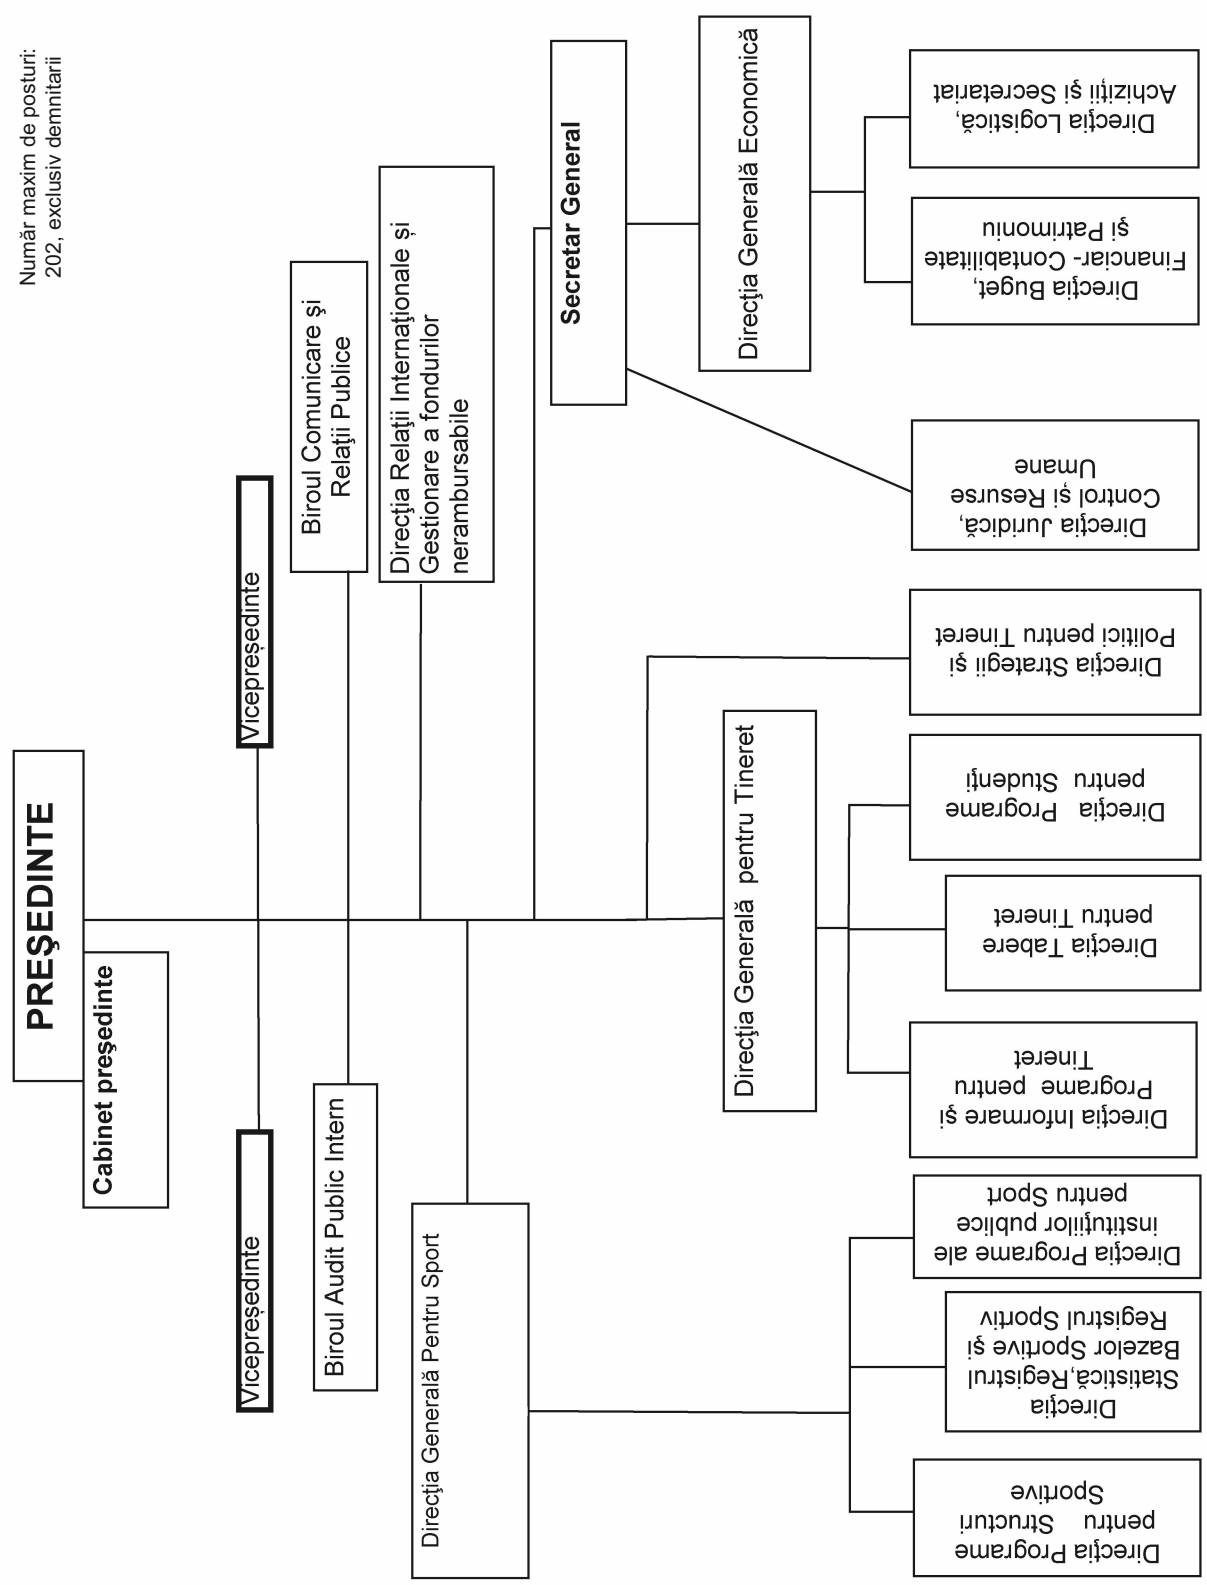 Număr maxim de posturi:
202, exclusiv demnitarii
PREŞEDINTE
Cabinet preşedinte
Vicepreședinte
Vicepreședinte
Biroul Comunicare şi
Relaţii Publice
Biroul Audit Public Intern
Direcţia Relaţii Internaţionale și
Gestionare a fondurilor
nerambursabile
Direcţia Generală Pentru Sport
Secretar General
Direcţia Generală Economică
Direcţia Generală pentru Tineret
Direcţia Programe
pentru Structuri
Sportive
Direcţia
Statistică,Registrul
Bazelor Sportive şi
Registrul Sportiv
Direcţia Programe ale
instituţiilor publice
pentru Sport
Direcţia Informare şi
Programe pentru
Tineret
Direcţia Tabere
pentru Tineret
Direcţia Programe
pentru Studenţi
Direcţia Strategii şi
Politici pentru Tineret
Direcţia Juridică,
Control și Resurse
Umane
Direcţia Buget,
Financiar- Contabilitate
şi Patrimoniu
Direcţia Logistică,
Achiziţii şi Secretariat